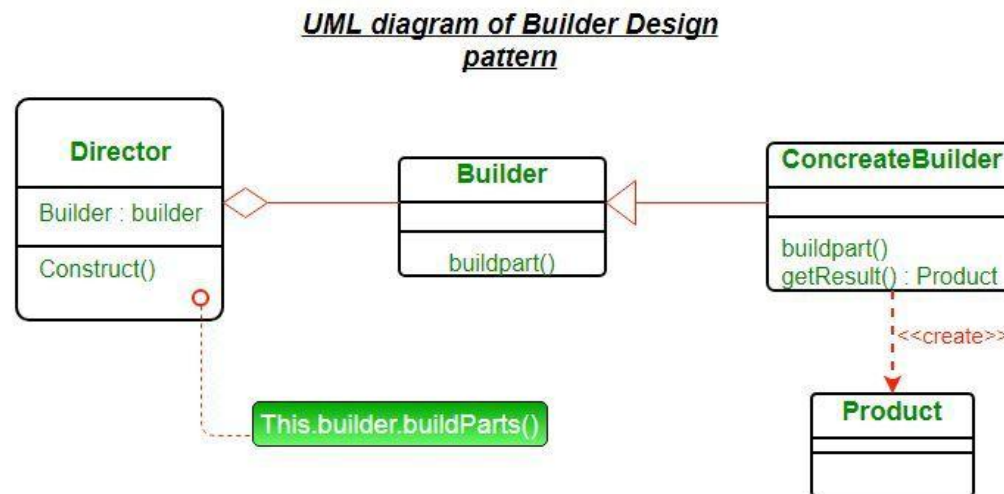 UML diagram of Builder Design
pattern
Director
Builder : builder
Construct()
Builder
buildpart()
ConcreateBuilder
buildpart()
getResult() : Product
<<create>>
This.builder.buildParts()
Product